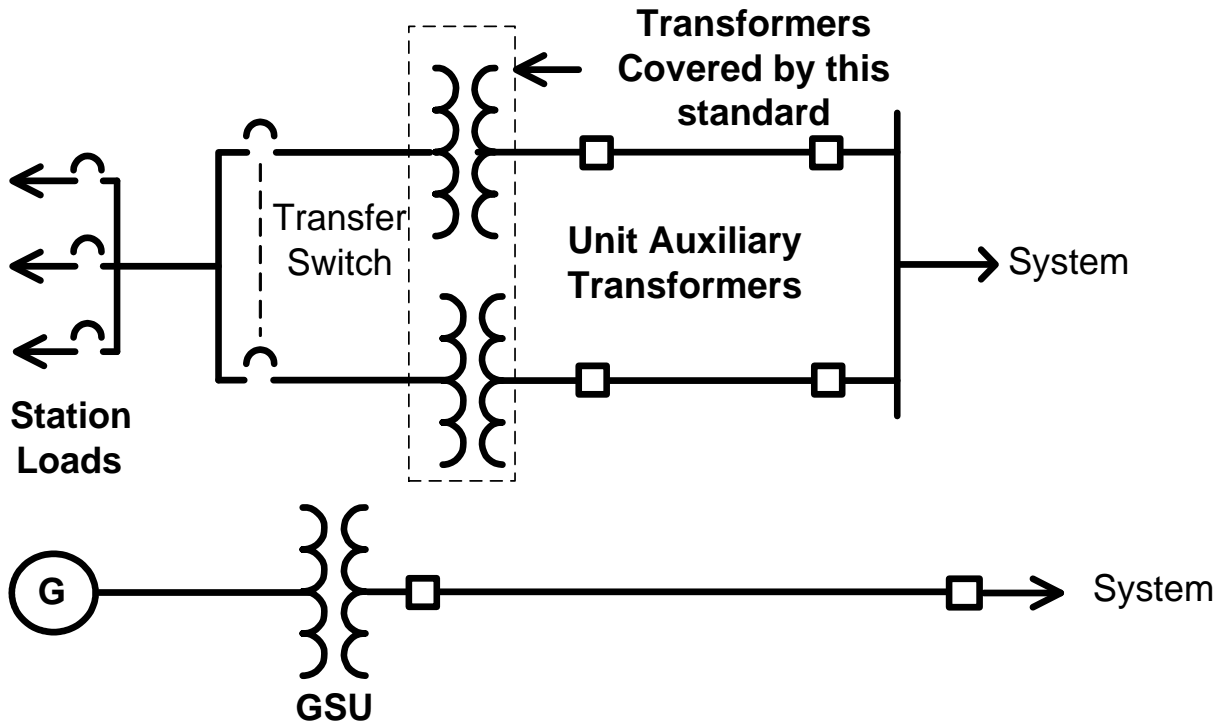 Transformers
Covered by this
standard
Transfer
Switch
Unit Auxiliary
Transformers
System
Station
Loads
G
System
GSU